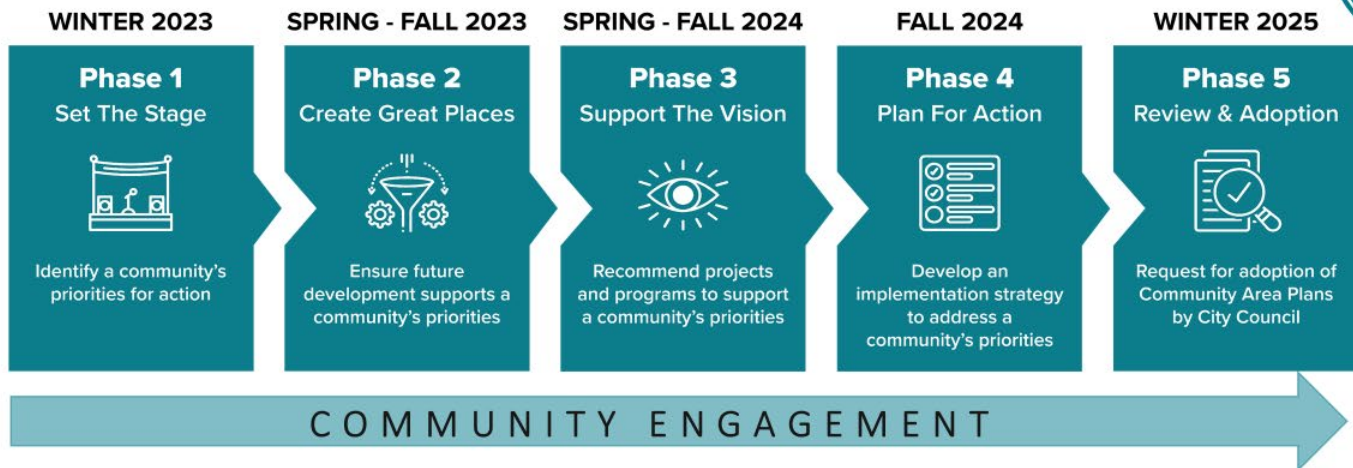 WINTER 2023
Phase 1
Set The Stage
Identify a community's
priorities for action
SPRING - FALL 2023
Phase 2
Create Great Places
Ensure future
development supports a
community's priorities
SPRING - FALL 2024
Phase 3
Support The Vision
Recommend projects
and programs to support
a community's priorities
FALL 2024
Phase 4
Plan For Action
Develop an
implementation strategy
to address a
community's priorities
WINTER 2025
Phase 5
Review & Adoption
Request for adoption of
Community Area Plans
by City Council
COMMUNITY ENGAGEMENT